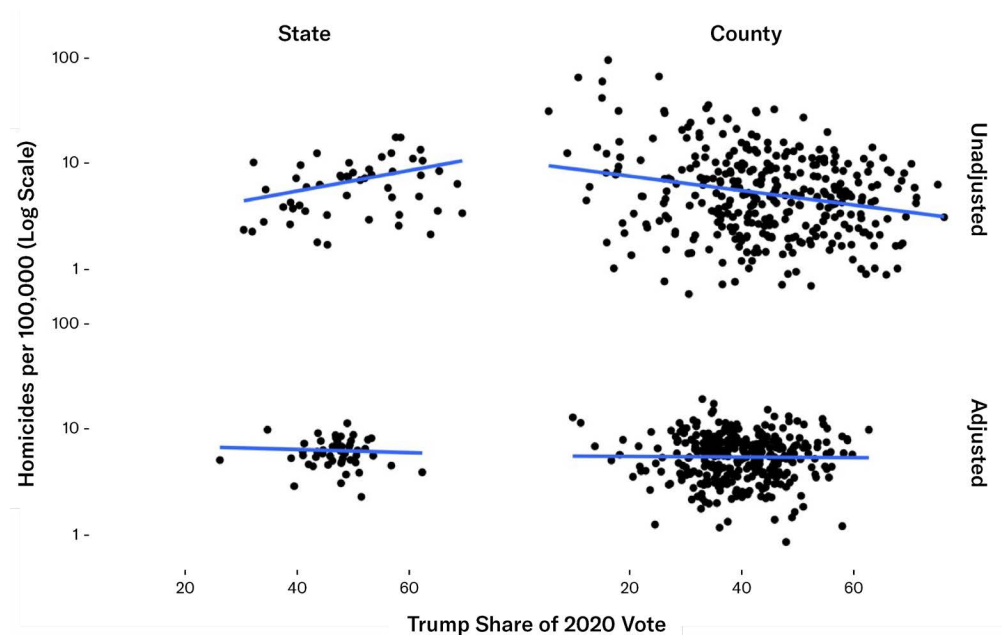 State
County
100 -
10 -
1 -
Unadjusted
100 -
10 -
1 -
Adjusted
Homicides per 100,000 (Log Scale)
20
40
60
20
40
60
Trump Share of 2020 Vote